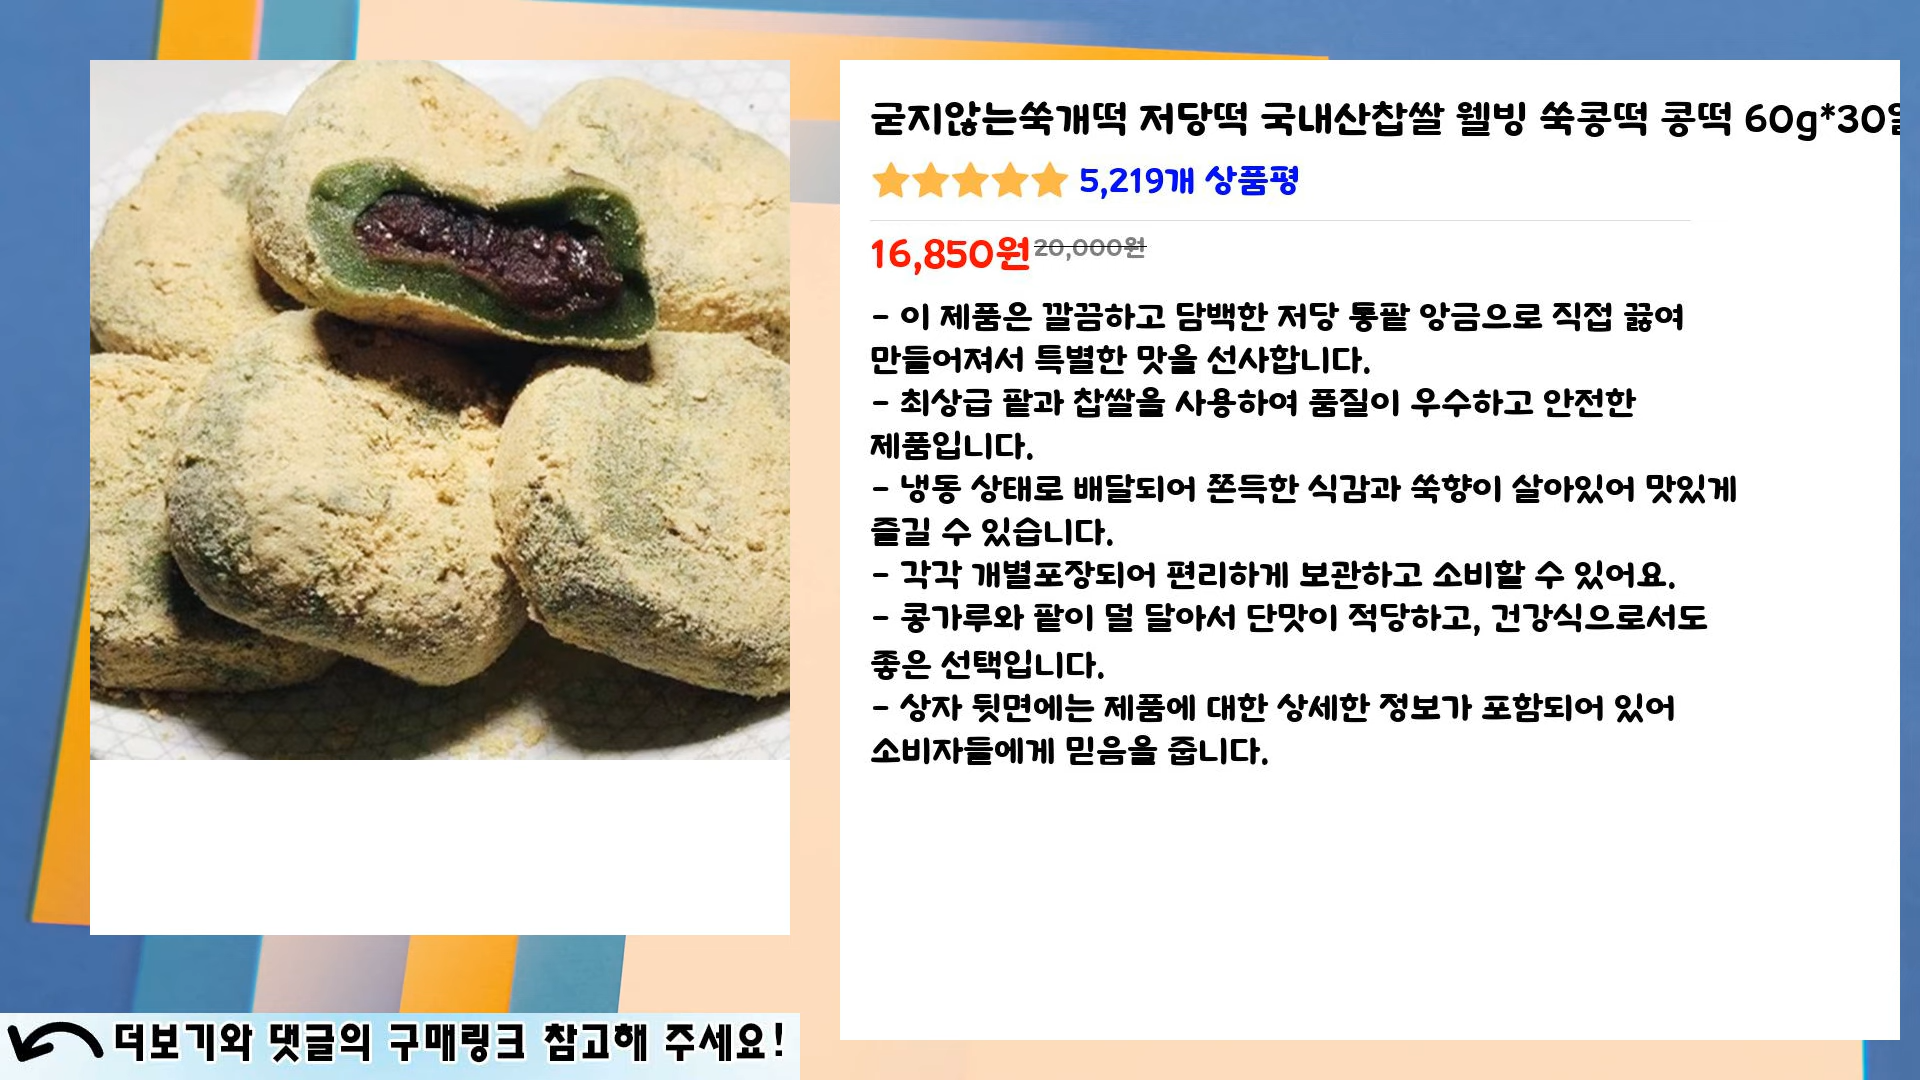 굳지않는쑥개떡 저당떡 국내산찹쌀 웰빙 쑥콩떡 콩떡 60g*30
5,219개 상품평
16,850원 20,000원
- 이 제품은 깔끔하고 담백한 저당 통팥 앙금으로 직접 끓여
만들어져서 특별한 맛을 선사합니다.
- 최상급 팥과 찹쌀을 사용하여 품질이 우수하고 안전한
제품입니다.
- 냉동 상태로 배달되어 쫀득한 식감과 쑥향이 살아있어 맛있게
즐길 수 있습니다.
- 각각 개별포장되어 편리하게 보관하고 소비할 수 있어요.
- 콩가루와 팥이 덜 달아서 단맛이 적당하고, 건강식으로서도
좋은 선택입니다.
- 상자 뒷면에는 제품에 대한 상세한 정보가 포함되어 있어
소비자들에게 믿음을 줍니다.
더보기와 댓글의 구매링크 참고해 주세요!